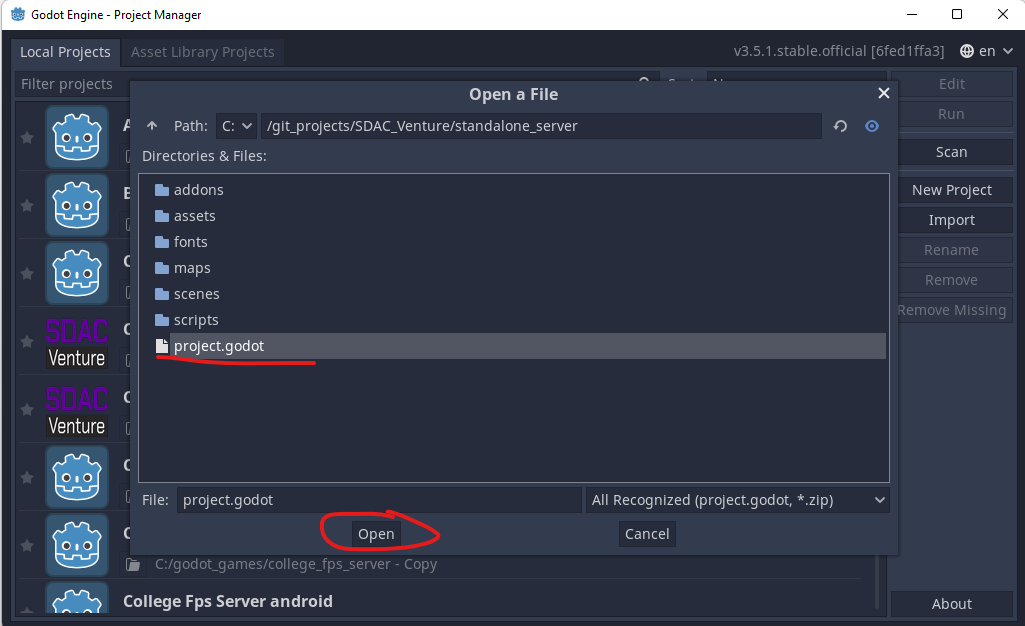 Godot Engine - Project Manager
Local Projects Asset Library Projects v3.5.1.stable.official [6fed1ffa3] en
Filter projects
Edit
Open a File
Run
Path: C: /git_projects/SDAC_Venture/standalone_server
Directories & Files:
Scan
addons
New Project
assets
Import
fonts
Rename
maps
Remove
scenes
Remove Missing
scripts
SDAC
Venture
project.godot
SDAC
Venture
File: project.godot All Recognized (project.godot, *.zip)
Open Cancel
C:/godot_games/college_fps_server - Copy
College Fps Server android
About